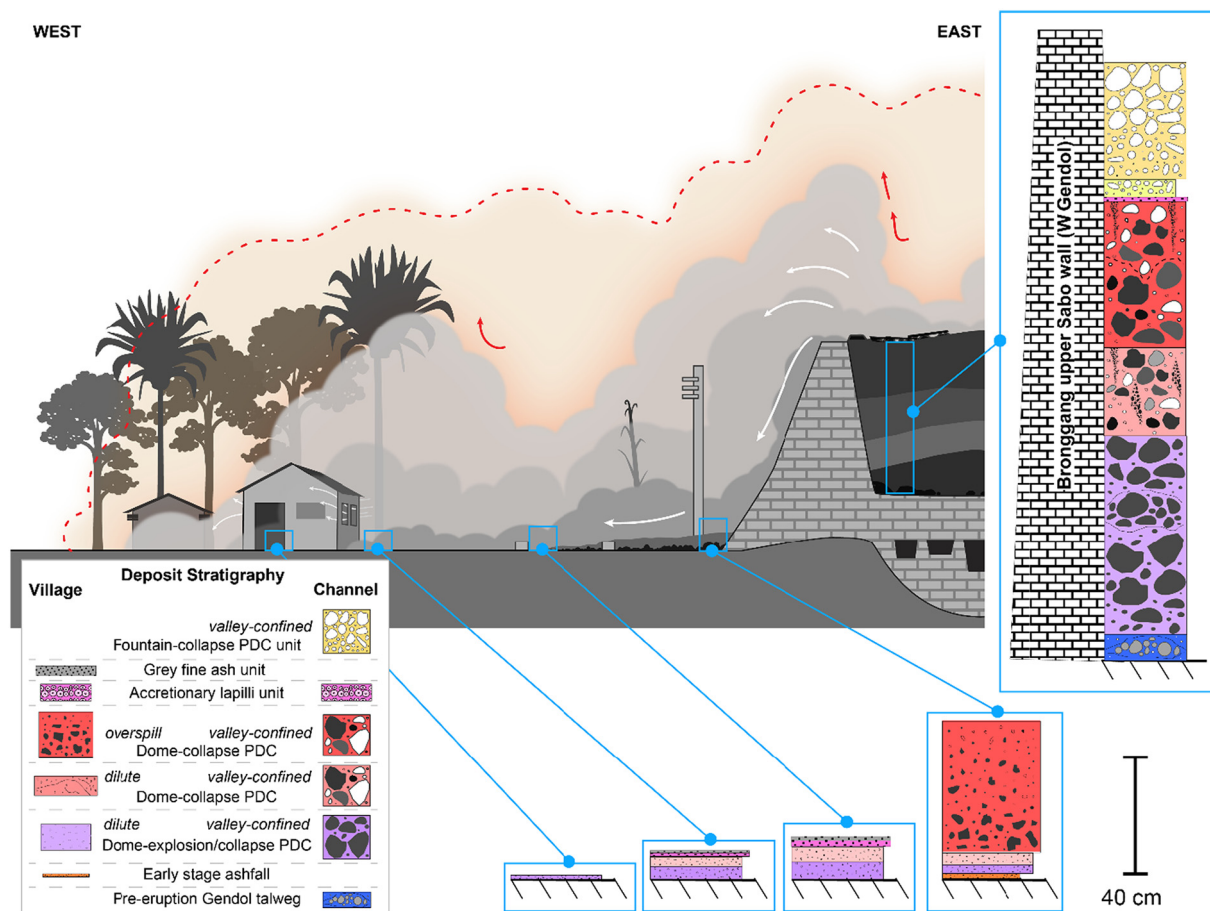 WEST
EAST
Bronggang upper Sabo wall (W Gendol)
Deposit Stratigraphy
Village
Channel
valley-confined
Fountain-collapse PDC unit
Grey fine ash unit
Accretionary lapilli unit
overspill valley-confined
Dome-collapse PDC
dilute valley-confined
Dome-collapse PDC
dilute valley-confined
Dome-explosion/collapse PDC
Early stage ashfall
Pre-eruption Gendol talweg
40 cm